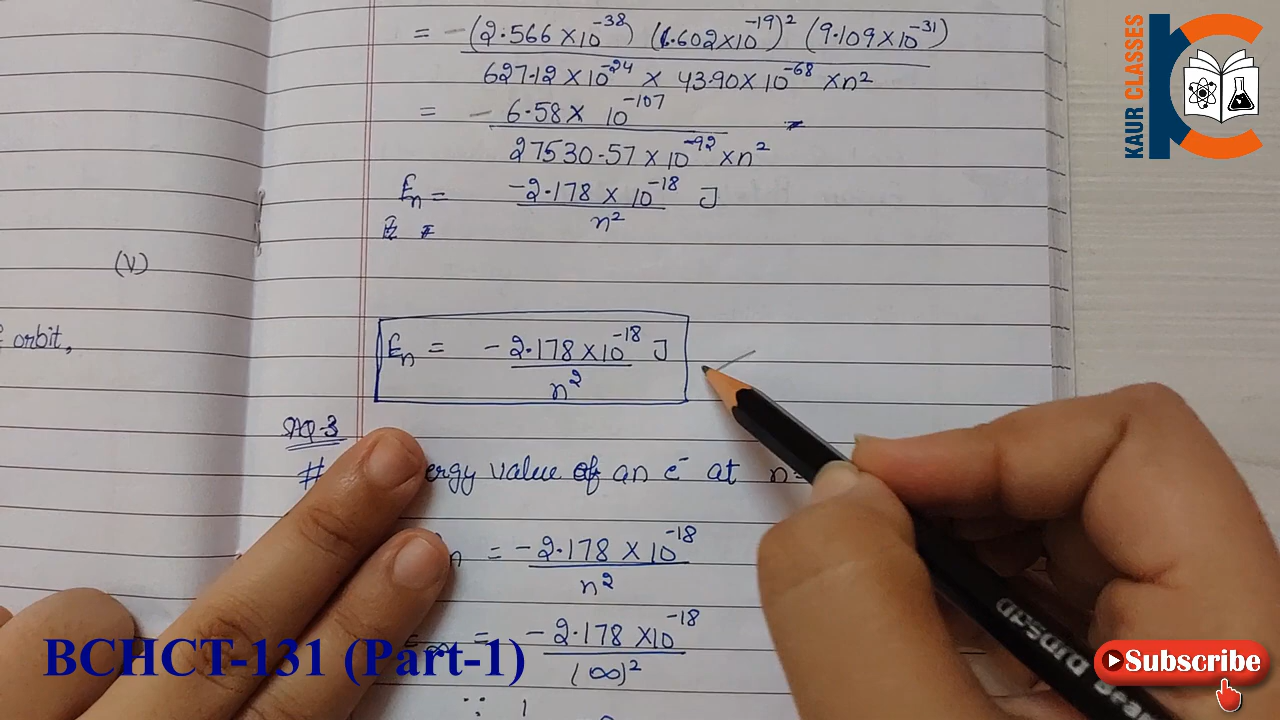 = -(2.566 ×10⁻³⁸) (1.602×10⁻¹⁹)² (9.109×10⁻³¹)
627.12 ×10⁻²⁴ × 43.90×10⁻⁶⁸ ×n²
= - 6.58× 10⁻¹⁰⁷
27530.57 ×10⁻⁹² ×n²
Eₙ = -2.178 × 10⁻¹⁸ J
n²
(V)
orbit,
Eₙ = - 2.178 ×10⁻¹⁸ J
n²
SAQ-3
# value of an e⁻ at n=
n = -2.178 ×10⁻¹⁸
n²
= -2.178 ×10⁻¹⁸
(∞)²
∵ 1
KAUR CLASSES
BCHCT-131 (Part-1)
Subscribe